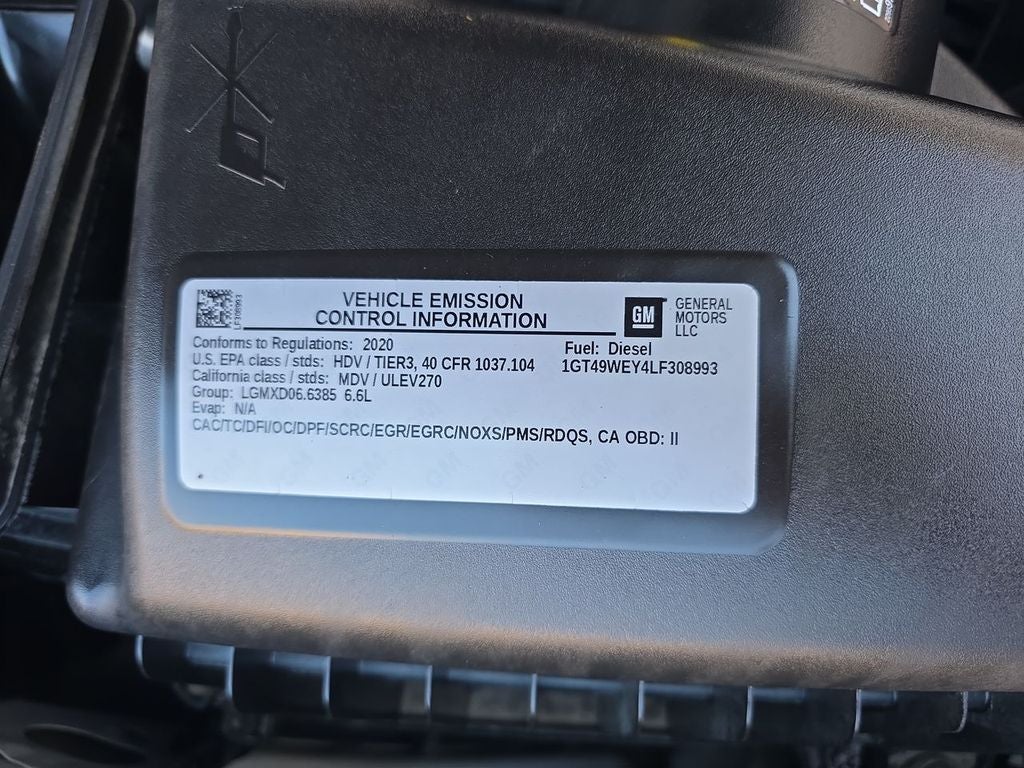 VEHICLE EMISSION
CONTROL INFORMATION
GM
GENERAL
MOTORS
LLC
LF308993
Conforms to Regulations: 2020
Fuel: Diesel
U.S. EPA class / stds: HDV / TIER3, 40 CFR 1037.104
1GT49WEY4LF308993
California class / stds: MDV / ULEV270
Group: LGMXD06.6385 6.6L
Evap: N/A
CAC/TC/DFI/OC/DPF/SCRC/EGR/EGRC/NOXS/PMS/RDQS, CA OBD: II